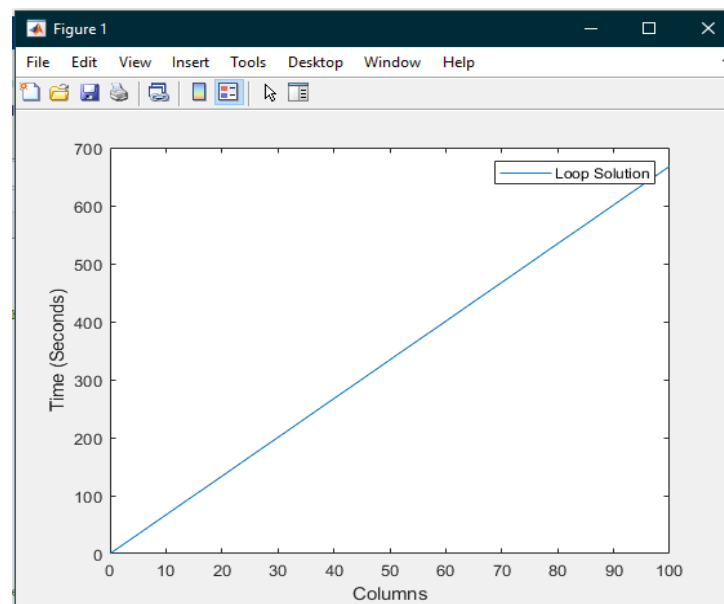 Figure 1
File Edit View Insert Tools Desktop Window Help
700
Loop Solution
600
500
400
300
200
100
0
Time (Seconds)
0 10 20 30 40 50 60 70 80 90 100
Columns